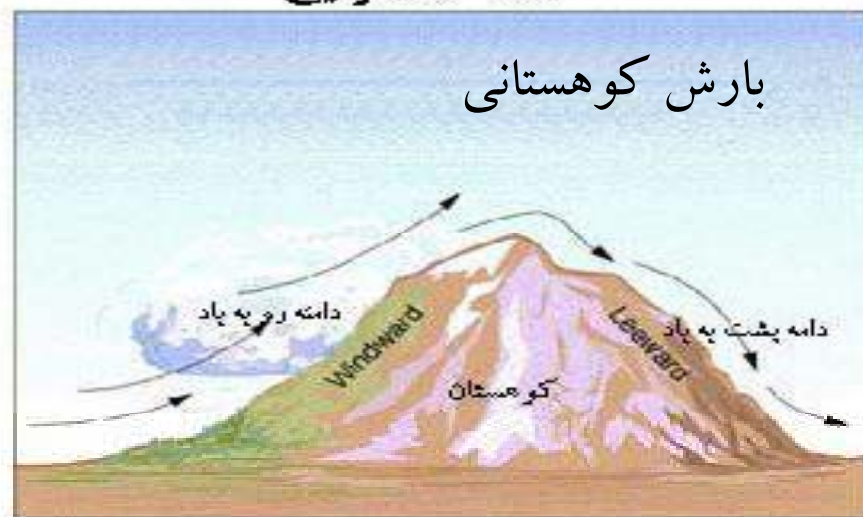 بارش کوهستانی
دامنه رو به باد
Windward
Leeward
دامه پشت به باد
کوهستان